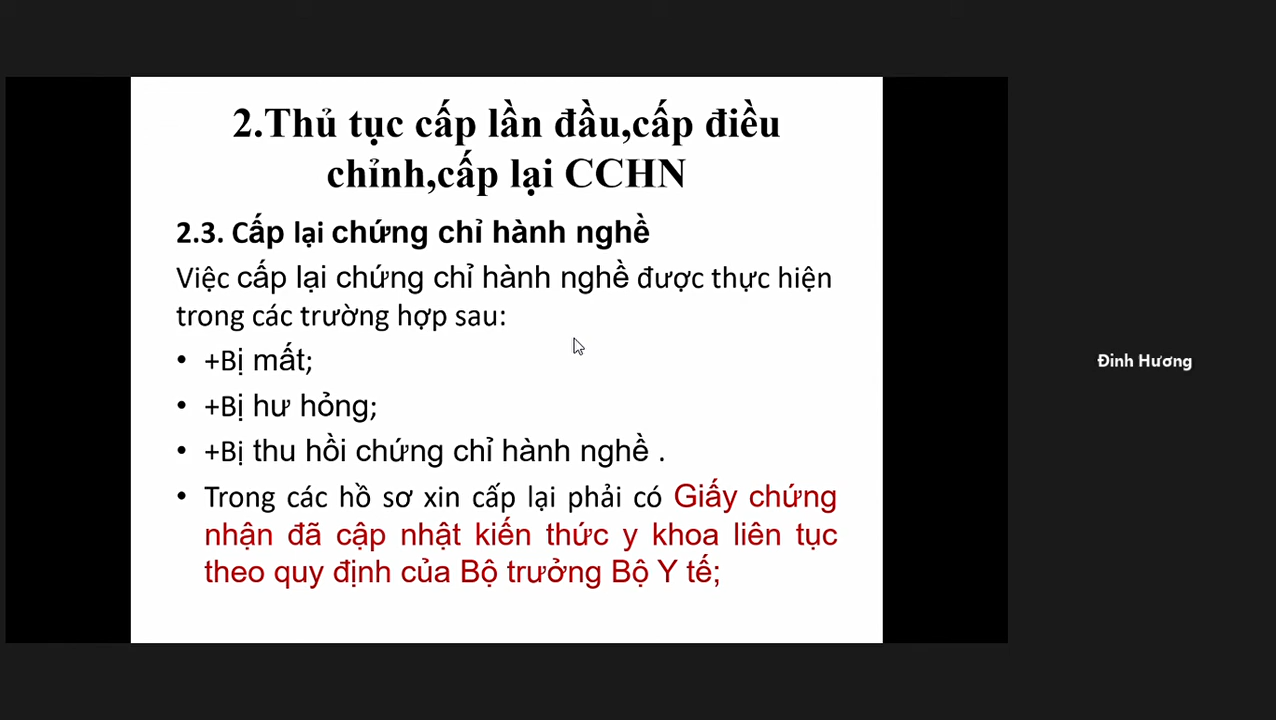 2.Thủ tục cấp lần đầu,cấp điều
chỉnh,cấp lại CCHN
2.3. Cấp lại chứng chỉ hành nghề
Việc cấp lại chứng chỉ hành nghề được thực hiện
trong các trường hợp sau:
• +Bị mất;
• +Bị hư hỏng;
• +Bị thu hồi chứng chỉ hành nghề .
• Trong các hồ sơ xin cấp lại phải có Giấy chứng
nhận đã cập nhật kiến thức y khoa liên tục
theo quy định của Bộ trưởng Bộ Y tế;
Đinh Hương